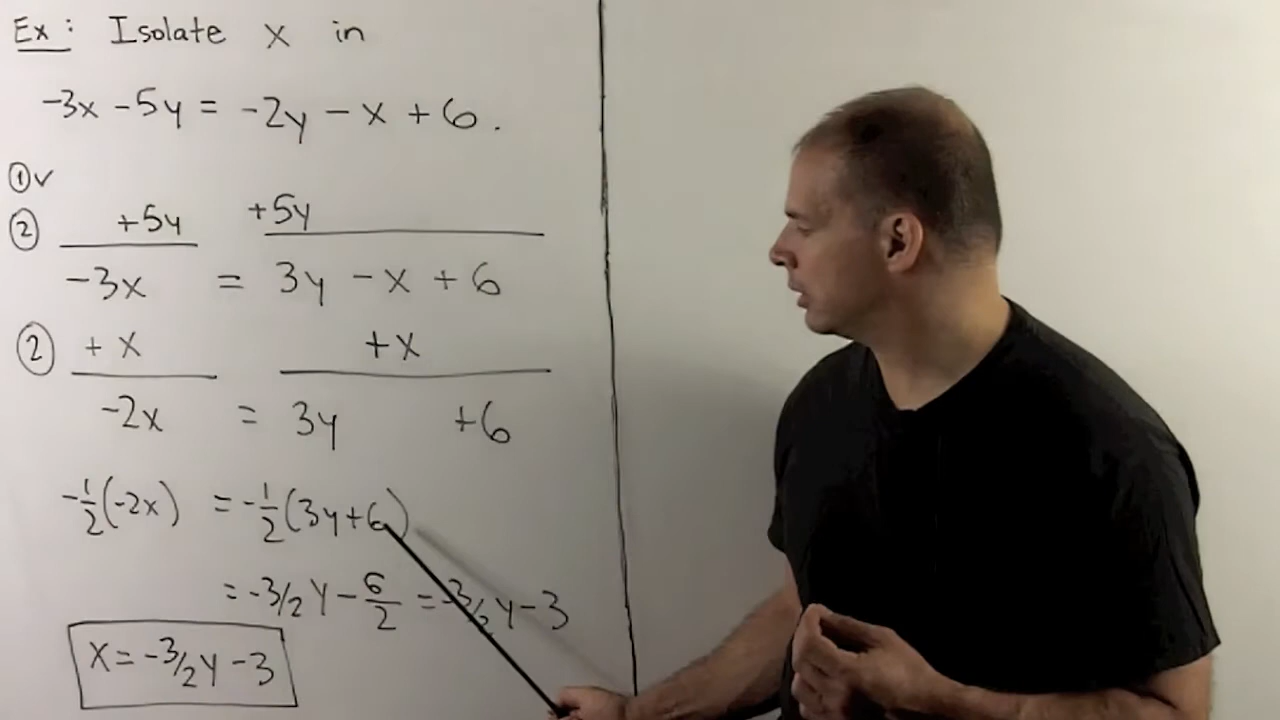 Ex: Isolate x in
-3x -5y = -2y - x + 6.
① ✓
② +5y +5y
-3x = 3y - x + 6
② + x +x
-2x = 3y +6
-1/2(-2x) = -1/2(3y+6)
= -3/2 y - 6/2 = -3/2 y - 3
x = -3/2 y - 3